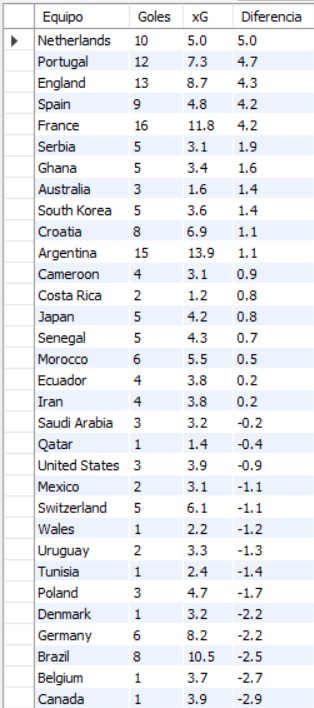 Equipo Goles xG Diferencia
Netherlands 10 5.0 5.0
Portugal 12 7.3 4.7
England 13 8.7 4.3
Spain 9 4.8 4.2
France 16 11.8 4.2
Serbia 5 3.1 1.9
Ghana 5 3.4 1.6
Australia 3 1.6 1.4
South Korea 5 3.6 1.4
Croatia 8 6.9 1.1
Argentina 15 13.9 1.1
Cameroon 4 3.1 0.9
Costa Rica 2 1.2 0.8
Japan 5 4.2 0.8
Senegal 5 4.3 0.7
Morocco 6 5.5 0.5
Ecuador 4 3.8 0.2
Iran 4 3.8 0.2
Saudi Arabia 3 3.2 -0.2
Qatar 1 1.4 -0.4
United States 3 3.9 -0.9
Mexico 2 3.1 -1.1
Switzerland 5 6.1 -1.1
Wales 1 2.2 -1.2
Uruguay 2 3.3 -1.3
Tunisia 1 2.4 -1.4
Poland 3 4.7 -1.7
Denmark 1 3.2 -2.2
Germany 6 8.2 -2.2
Brazil 8 10.5 -2.5
Belgium 1 3.7 -2.7
Canada 1 3.9 -2.9